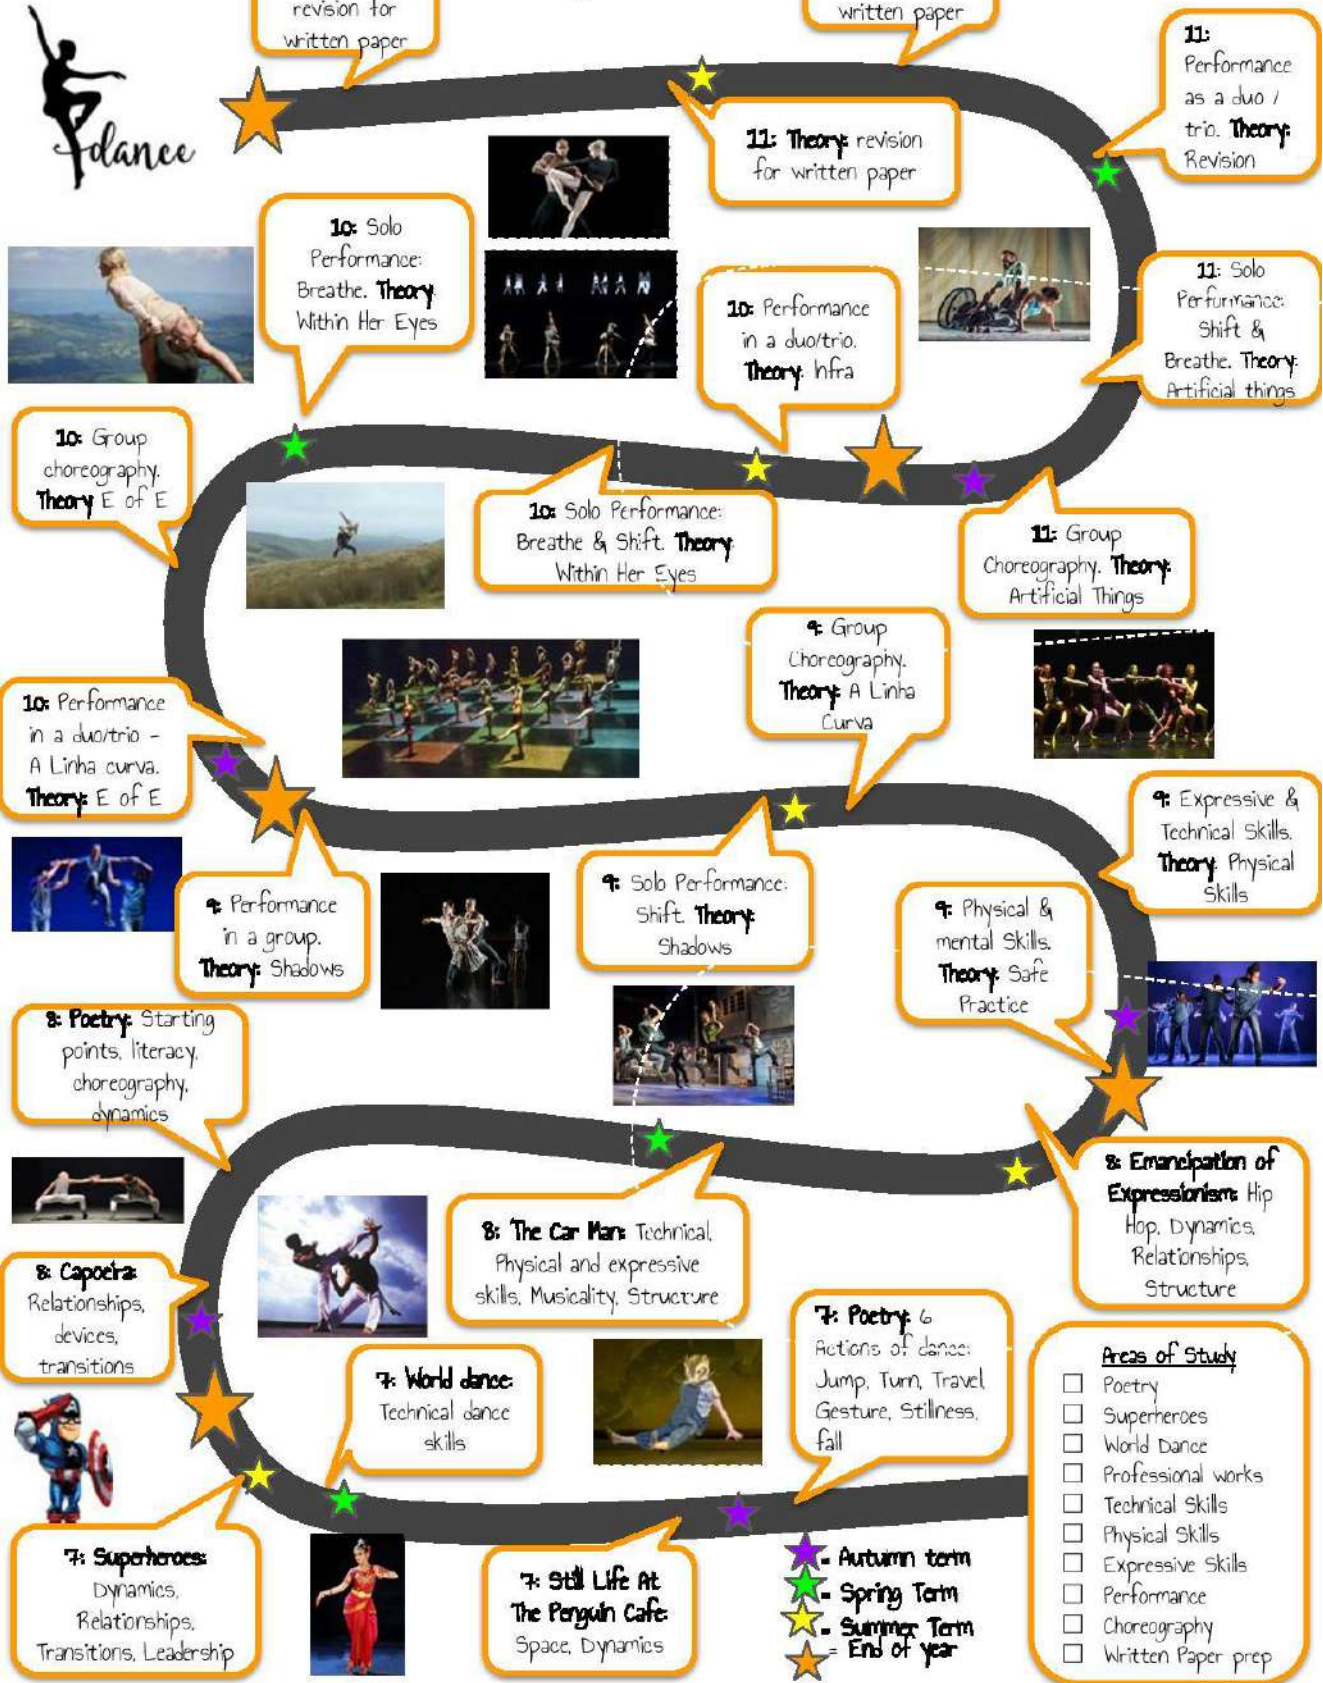 revision for
written paper
written paper
dance
11:
Performance
as a duo /
trio. Theory:
Revision
11: Theory: revision
for written paper
10: Solo
Performance:
Breathe. Theory:
Within Her Eyes
10: Performance
in a duo/trio.
Theory: Infra
11: Solo
Performance:
Shift &
Breathe. Theory:
Artificial things
10: Group
choreography.
Theory E of E
10: Solo Performance:
Breathe & Shift. Theory:
Within Her Eyes
11: Group
Choreography. Theory:
Artificial Things
9: Group
Choreography.
Theory: A Linha
Curva
10: Performance
in a duo/trio -
A Linha curva.
Theory: E of E
9: Expressive &
Technical Skills.
Theory: Physical
Skills
9: Performance
in a group.
Theory: Shadows
9: Solo Performance:
Shift. Theory:
Shadows
9: Physical &
mental Skills.
Theory: Safe
Practice
8: Poetry: Starting
points, literacy,
choreography,
dynamics
8: Emancipation of
Expressionism: Hip
Hop, Dynamics,
Relationships,
Structure
8: The Car Man: Technical,
Physical and expressive
skills, Musicality, Structure
8: Capoeira:
Relationships,
devices,
transitions
7: World dance:
Technical dance
skills
7: Poetry: 6
Actions of dance:
Jump, Turn, Travel,
Gesture, Stillness,
fall
7: Superheroes:
Dynamics,
Relationships,
Transitions, Leadership
7: Still Life At
The Penguin Cafe:
Space, Dynamics
= Autumn term
= Spring Term
= Summer Term
= End of year
Areas of Study
Poetry
Superheroes
World Dance
Professional works
Technical Skills
Physical Skills
Expressive Skills
Performance
Choreography
Written Paper prep